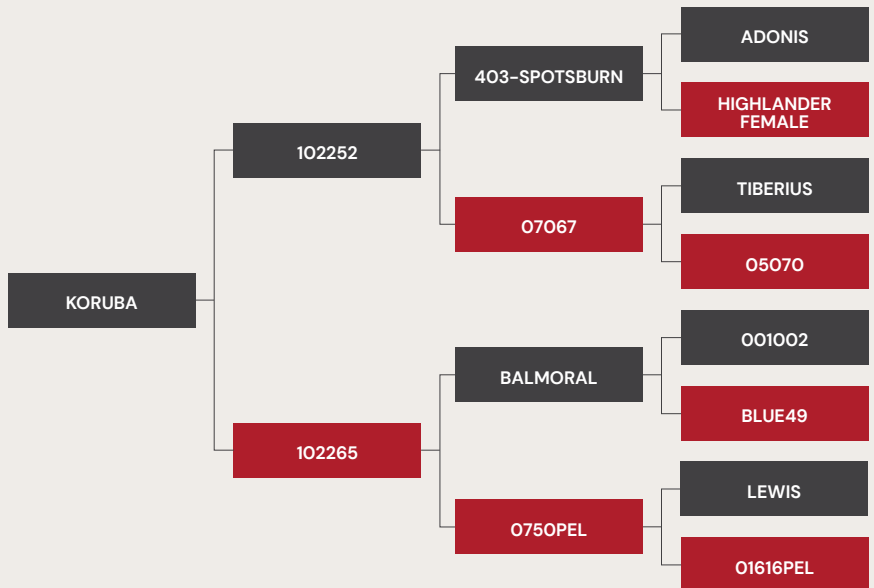 ADONIS
403-SPOTSBURN
HIGHLANDER
FEMALE
102252
TIBERIUS
07067
05070
KORUBA
001002
BALMORAL
BLUE49
102265
LEWIS
0750PEL
01616PEL